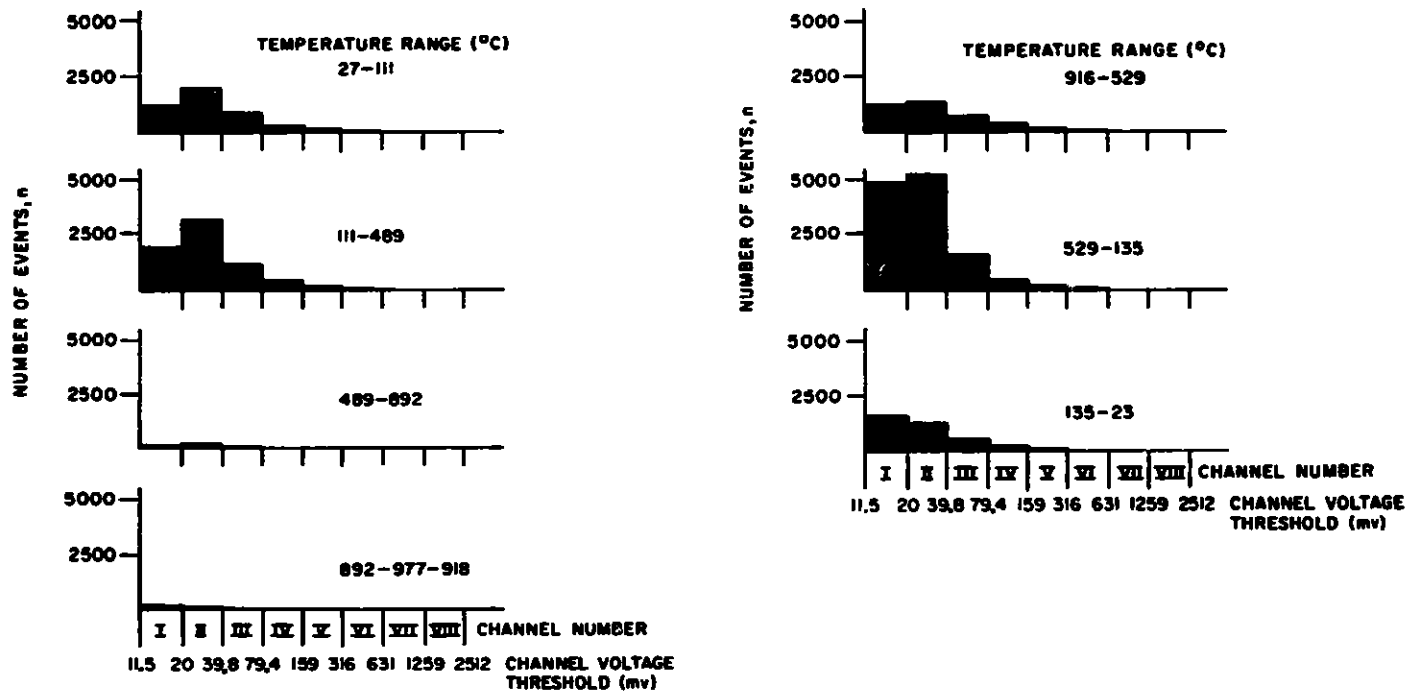 5000
TEMPERATURE RANGE (°C)
27-111
2500
5000
111-489
2500
NUMBER OF EVENTS, n
5000
489-892
2500
5000
2500
892-977-918
I II III IV V VI VII VIII CHANNEL NUMBER
11.5 20 39.8 79.4 159 316 631 1259 2512 CHANNEL VOLTAGE
THRESHOLD (mv)
5000
TEMPERATURE RANGE (°C)
2500
916-529
5000
2500
529-135
NUMBER OF EVENTS, n
5000
2500
135-23
I II III IV V VI VII VIII CHANNEL NUMBER
11.5 20 39.8 79.4 159 316 631 1259 2512 CHANNEL VOLTAGE
THRESHOLD (mv)